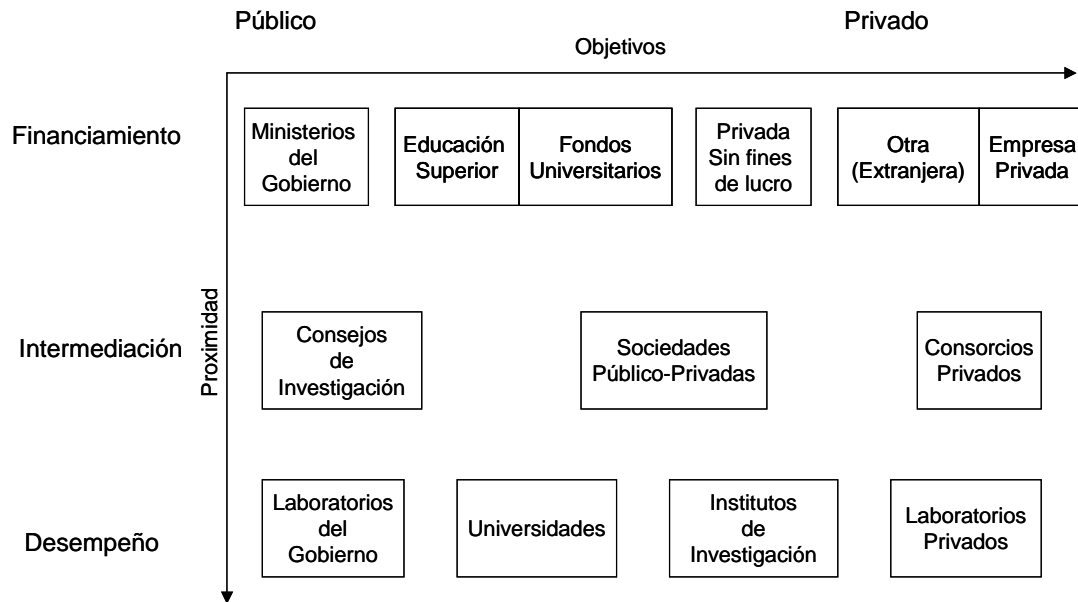 Público
Privado
Objetivos
Financiamiento
Ministerios
del
Gobierno
Educación
Superior
Fondos
Universitarios
Privada
Sin fines
de lucro
Otra
(Extranjera)
Empresa
Privada
Proximidad
Intermediación
Consejos
de
Investigación
Sociedades
Público-Privadas
Consorcios
Privados
Desempeño
Laboratorios
del
Gobierno
Universidades
Institutos
de
Investigación
Laboratorios
Privados